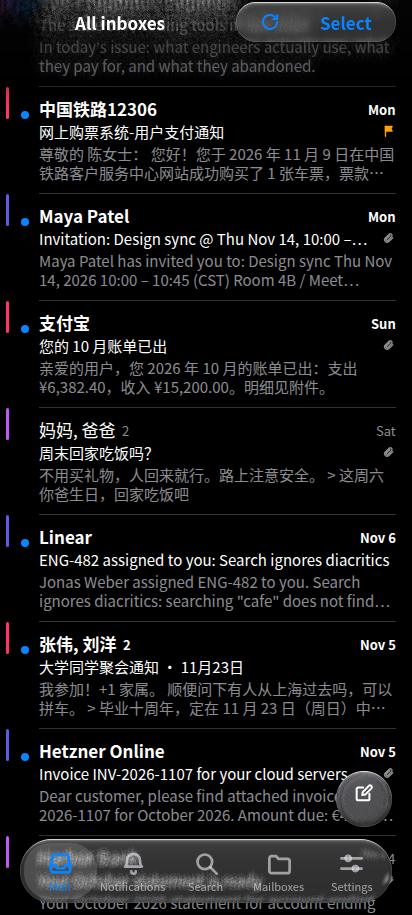 All inboxes
Select
In today's issue: what engineers actually use, what
they pay for, and what they abandoned.
中国铁路12306 Mon
网上购票系统-用户支付通知
尊敬的 陈女士： 您好！您于 2026 年 11 月 9 日在中国
铁路客户服务中心网站成功购买了 1 张车票，票款…
Maya Patel Mon
Invitation: Design sync @ Thu Nov 14, 10:00 –…
Maya Patel has invited you to: Design sync Thu Nov
14, 2026 10:00 – 10:45 (CST) Room 4B / Meet…
支付宝 Sun
您的 10 月账单已出
亲爱的用户，您 2026 年 10 月的账单已出：支出
¥6,382.40，收入 ¥15,200.00。明细见附件。
妈妈, 爸爸 2 Sat
周末回家吃饭吗？
不用买礼物，人回来就行。路上注意安全。 > 这周六
你爸生日，回家吃饭吧
Linear Nov 6
ENG-482 assigned to you: Search ignores diacritics
Jonas Weber assigned ENG-482 to you. Search
ignores diacritics: searching "cafe" does not find…
张伟, 刘洋 2 Nov 5
大学同学聚会通知 · 11月23日
我参加！+1 家属。 顺便问下有人从上海过去吗，可以
拼车。 > 毕业十周年，定在 11 月 23 日（周日）中…
Hetzner Online Nov 5
Invoice INV-2026-1107 for your cloud servers
Dear customer, please find attached invoice
2026-1107 for October 2026. Amount due: €
Mail
Notifications
Search
Mailboxes
Settings
Your October 2026 statement for account ending